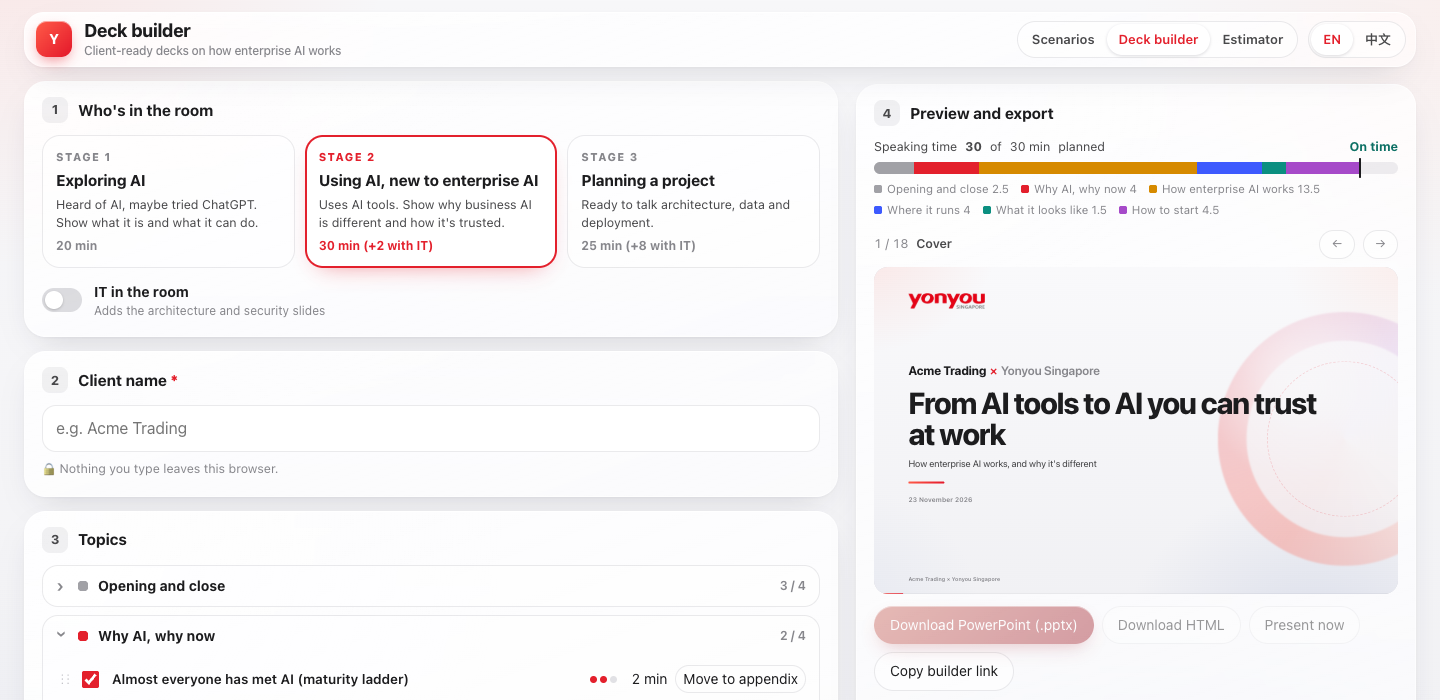 Y
Deck builder
Client-ready decks on how enterprise AI works
Scenarios
Deck builder
Estimator
EN
中文
1
Who's in the room
STAGE 1
Exploring AI
Heard of AI, maybe tried ChatGPT.
Show what it is and what it can do.
20 min
STAGE 2
Using AI, new to enterprise AI
Uses AI tools. Show why business AI
is different and how it's trusted.
30 min (+2 with IT)
STAGE 3
Planning a project
Ready to talk architecture, data and
deployment.
25 min (+8 with IT)
IT in the room
Adds the architecture and security slides
2
Client name *
e.g. Acme Trading
Nothing you type leaves this browser.
3
Topics
Opening and close
3 / 4
Why AI, why now
2 / 4
Almost everyone has met AI (maturity ladder)
2 min
Move to appendix
4
Preview and export
Speaking time 30 of 30 min planned
On time
Opening and close 2.5
Why AI, why now 4
How enterprise AI works 13.5
Where it runs 4
What it looks like 1.5
How to start 4.5
1 / 18 Cover
← →
yonyou
SINGAPORE
Acme Trading × Yonyou Singapore
From AI tools to AI you can trust
at work
How enterprise AI works, and why it's different
23 November 2026
Acme Trading × Yonyou Singapore
Download PowerPoint (.pptx)
Download HTML
Present now
Copy builder link